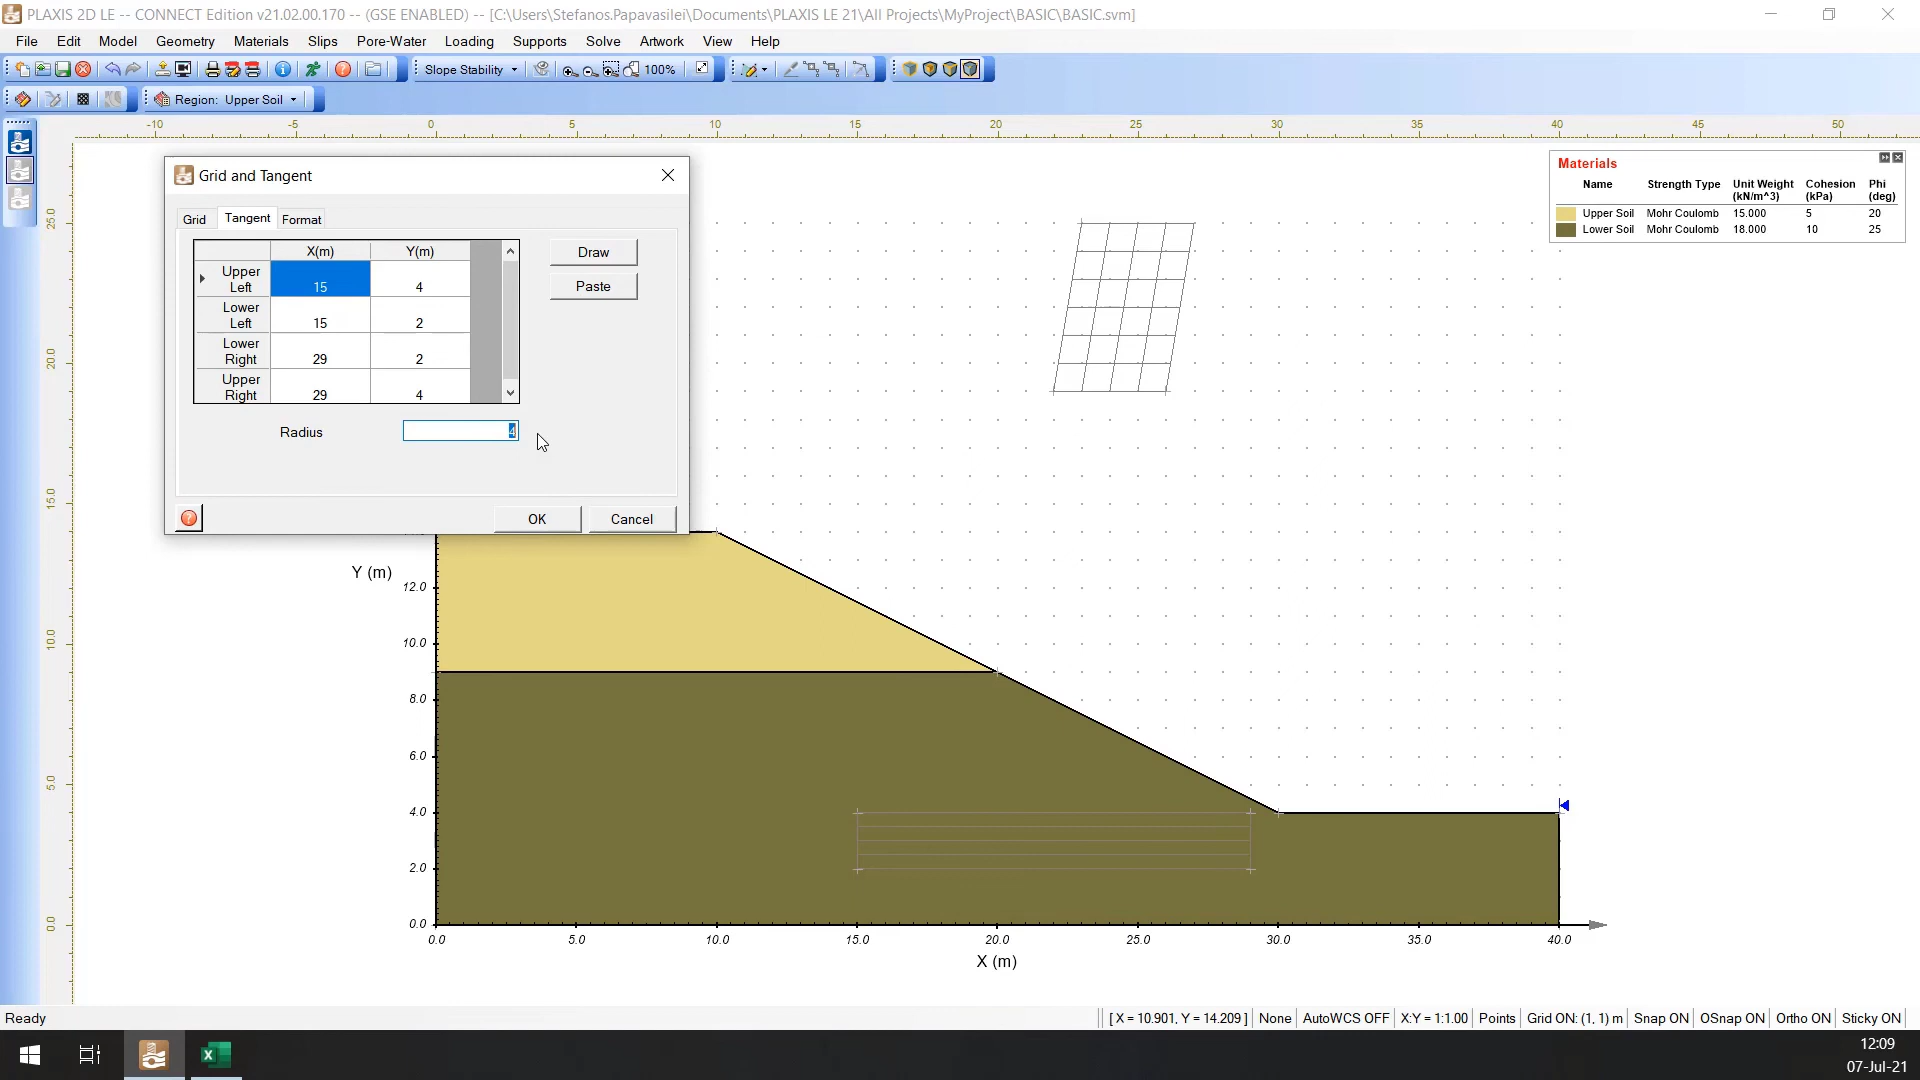 PLAXIS 2D LE -- CONNECT Edition v21.02.00.170 -- (GSE ENABLED) -- [C:\Users\Stefanos.Papavasilei\Documents\PLAXIS LE 21\All Projects\MyProject\BASIC\BASIC.svm]
File Edit Model Geometry Materials Slips Pore-Water Loading Supports Solve Artwork View Help
Slope Stability 100%
Region: Upper Soil
-10 -5 0 5 10 15 20 25 30 35 40 45 50
Grid and Tangent
Grid Tangent Format
X(m) Y(m)
Upper Left 15 4
Lower Left 15 2
Lower Right 29 2
Upper Right 29 4
Draw
Paste
Radius 4
OK Cancel
Materials
Name Strength Type Unit Weight (kN/m^3) Cohesion (kPa) Phi (deg)
Upper Soil Mohr Coulomb 15.000 5 20
Lower Soil Mohr Coulomb 18.000 10 25
25.0
20.0
15.0
10.0
5.0
0.0
Y (m)
12.0
10.0
8.0
6.0
4.0
2.0
0.0
0.0 5.0 10.0 15.0 20.0 25.0 30.0 35.0 40.0
X (m)
Ready [ X = 10.901, Y = 14.209 ] None AutoWCS OFF X:Y = 1:1.00 Points Grid ON: (1, 1) m Snap ON OSnap ON Ortho ON Sticky ON
12:09
07-Jul-21